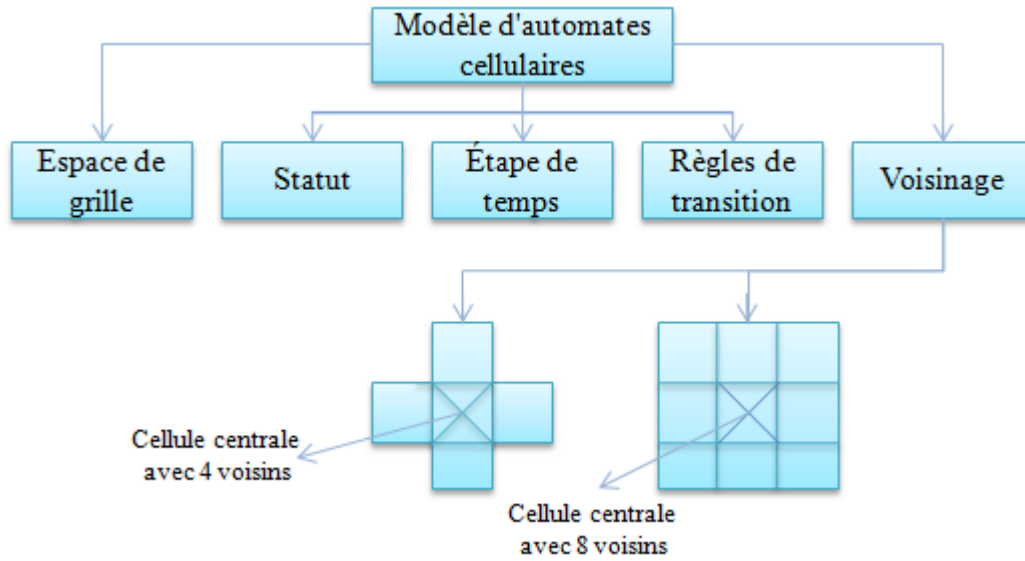 Modèle d'automates
cellulaires
Espace de
grille
Statut
Étape de
temps
Règles de
transition
Voisinage
Cellule centrale
avec 4 voisins
Cellule centrale
avec 8 voisins